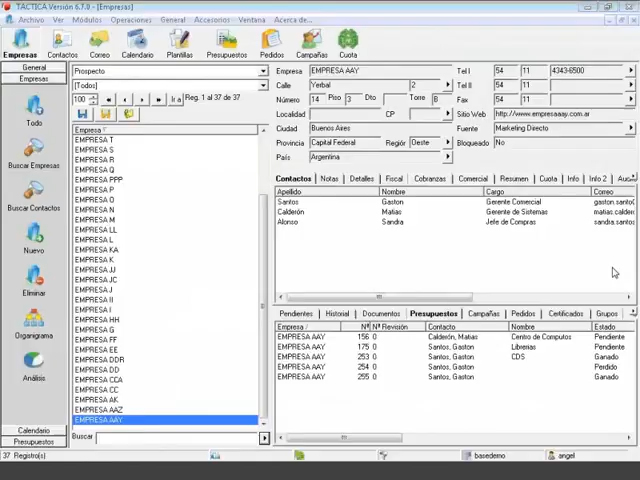 TACTICA Versión 6.7.0 - [Empresas]
Archivo Ver Módulos Operaciones General Accesorios Ventana Acerca de...
Empresas Contactos Correo Calendario Plantillas Presupuestos Pedidos Campañas Cuota
General
Empresas
Todo
Buscar Empresas
Buscar Contactos
Nuevo
Eliminar
Organigrama
Análisis
Calendario
Presupuestos
Prospecto
[Todos]
100 Ir a Reg. 1 al 37 de 37
Empresa
EMPRESA T
EMPRESA S
EMPRESA R
EMPRESA Q
EMPRESA PPP
EMPRESA P
EMPRESA O
EMPRESA N
EMPRESA M
EMPRESA LL
EMPRESA L
EMPRESA KA
EMPRESA K
EMPRESA JJ
EMPRESA JC
EMPRESA J
EMPRESA II
EMPRESA I
EMPRESA HH
EMPRESA G
EMPRESA FF
EMPRESA EE
EMPRESA DDR
EMPRESA DD
EMPRESA CCA
EMPRESA CC
EMPRESA AK
EMPRESA AAZ
EMPRESA AAY
Buscar
Empresa EMPRESA AAY Tel I 54 11 4343-6500
Calle Yerbal 2 Tel II 54 11
Número 14 Piso 3 Dto Torre B Fax 54 11
Localidad CP Sitio Web http://www.empresaaay.com.ar
Ciudad Buenos Aires Fuente Marketing Directo
Provincia Capital Federal Región Oeste Bloqueado No
País Argentina
Contactos Notas Detalles Fiscal Cobranzas Comercial Resumen Cuota Info Info 2
Apellido Nombre Cargo Correo
Santos Gaston Gerente Comercial gaston.santo
Calderón Matias Gerente de Sistemas matias.calder
Alonso Sandra Jefe de Compras sandra.santos
Pendientes Historial Documentos Presupuestos Campañas Pedidos Certificados Grupos
Empresa Nº Nº Revisión Contacto Nombre Estado
EMPRESA AAY 156 0 Calderón, Matias Centro de Computos Pendiente
EMPRESA AAY 175 0 Santos, Gaston Librerias Pendiente
EMPRESA AAY 253 0 Santos, Gaston CDS Ganado
EMPRESA AAY 254 0 Santos, Gaston Perdido
EMPRESA AAY 255 0 Santos, Gaston Ganado
37 Registro(s) basedemo angel